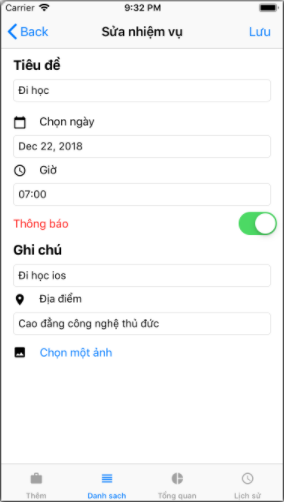 Carrier 9:32 PM
Back Sửa nhiệm vụ Lưu
Tiêu đề
Đi học
Chọn ngày
Dec 22, 2018
Giờ
07:00
Thông báo
Ghi chú
Đi học ios
Địa điểm
Cao đẳng công nghệ thủ đức
Chọn một ảnh
Thêm Danh sach Tổng quan Lịch sử